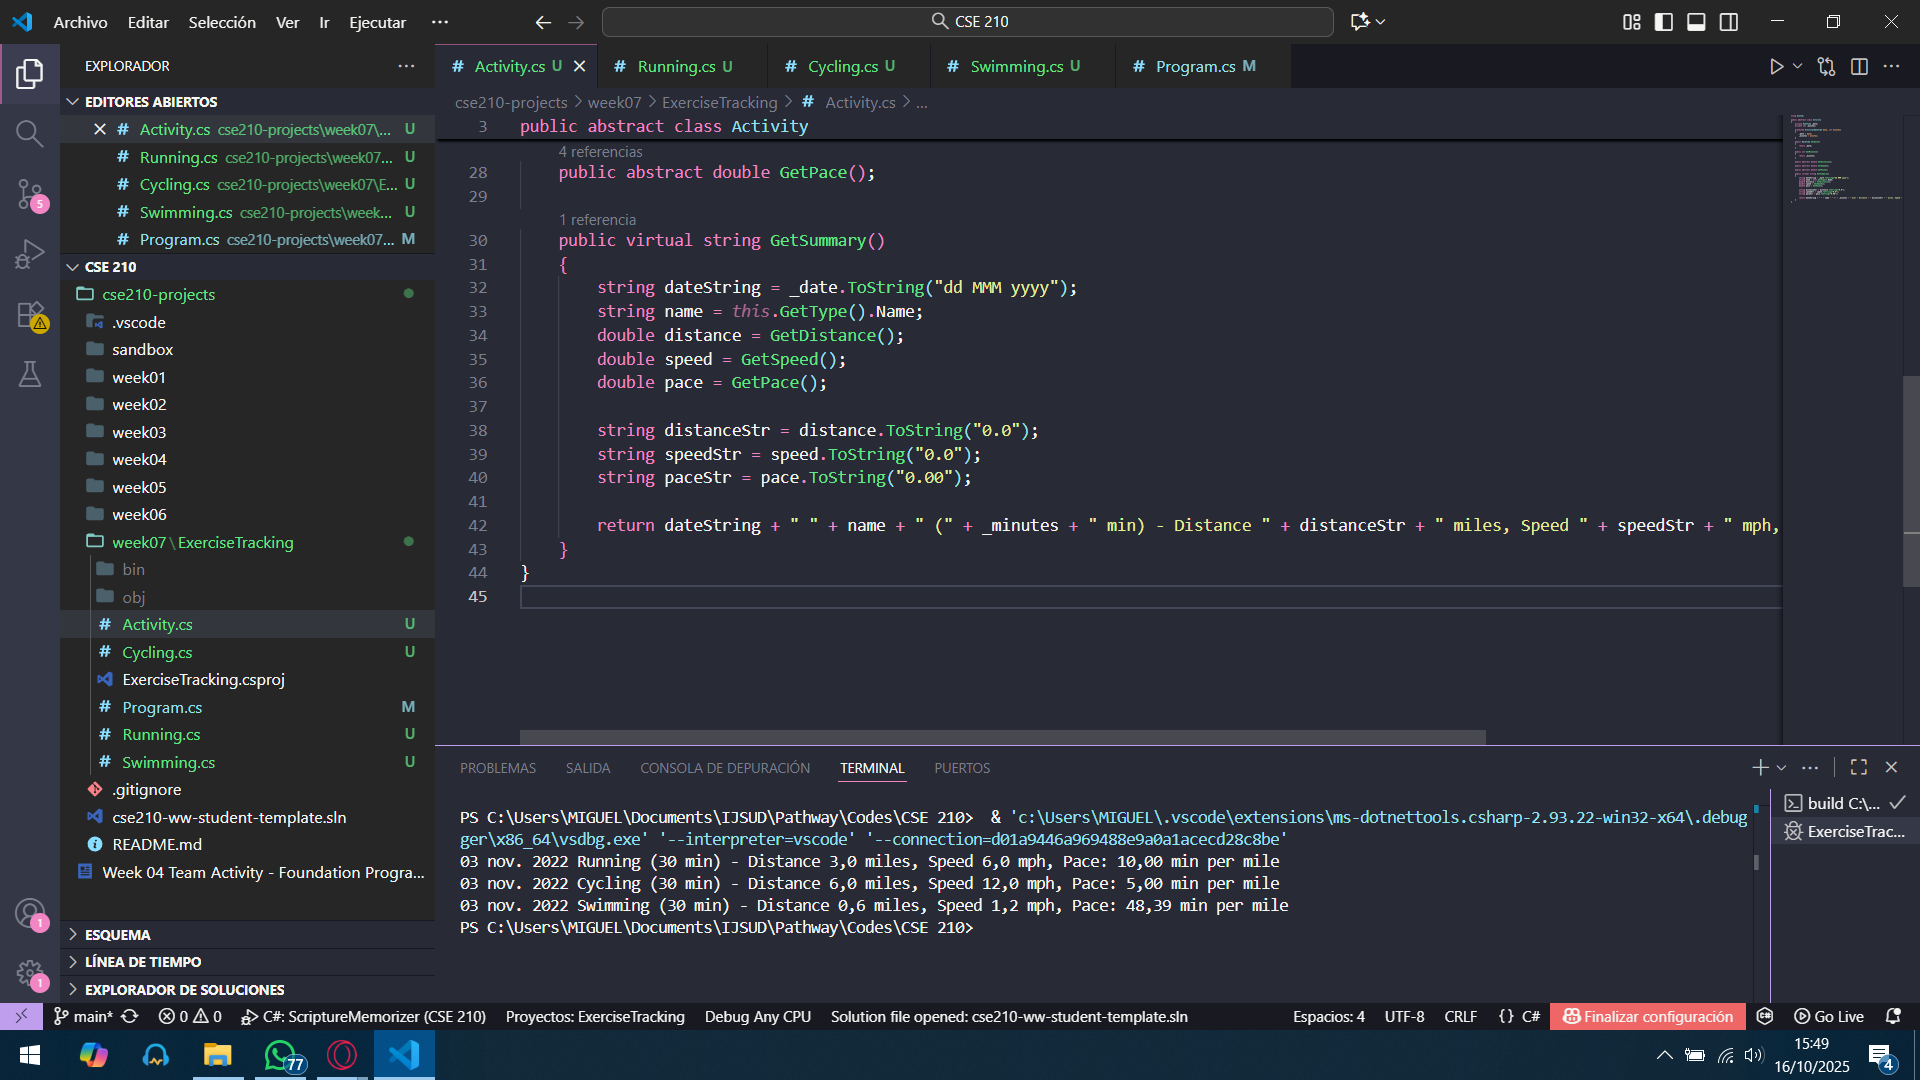 Archivo Editar Selección Ver Ir Ejecutar ···
CSE 210
EXPLORADOR
EDITORES ABIERTOS
# Activity.cs cse210-projects\week07\... U
# Running.cs cse210-projects\week07... U
# Cycling.cs cse210-projects\week07\E... U
# Swimming.cs cse210-projects\week... U
# Program.cs cse210-projects\week07... M
CSE 210
cse210-projects
.vscode
sandbox
week01
week02
week03
week04
week05
week06
week07\ExerciseTracking
bin
obj
# Activity.cs U
# Cycling.cs U
ExerciseTracking.csproj
# Program.cs M
# Running.cs U
# Swimming.cs U
.gitignore
cse210-ww-student-template.sln
README.md
Week 04 Team Activity - Foundation Progra...
ESQUEMA
LÍNEA DE TIEMPO
EXPLORADOR DE SOLUCIONES
5
1
1
# Activity.cs U # Running.cs U # Cycling.cs U # Swimming.cs U # Program.cs M
cse210-projects > week07 > ExerciseTracking > # Activity.cs > ...
3 public abstract class Activity
4 referencias
28 public abstract double GetPace();
29
1 referencia
30 public virtual string GetSummary()
31 {
32 string dateString = _date.ToString("dd MMM yyyy");
33 string name = this.GetType().Name;
34 double distance = GetDistance();
35 double speed = GetSpeed();
36 double pace = GetPace();
37
38 string distanceStr = distance.ToString("0.0");
39 string speedStr = speed.ToString("0.0");
40 string paceStr = pace.ToString("0.00");
41
42 return dateString + " " + name + " (" + _minutes + " min) - Distance " + distanceStr + " miles, Speed " + speedStr + " mph,
43 }
44 }
45
PROBLEMAS SALIDA CONSOLA DE DEPURACIÓN TERMINAL PUERTOS
PS C:\Users\MIGUEL\Documents\IJSUD\Pathway\Codes\CSE 210> & 'c:\Users\MIGUEL\.vscode\extensions\ms-dotnettools.csharp-2.93.22-win32-x64\.debug
ger\x86_64\vsdbg.exe' '--interpreter=vscode' '--connection=d01a9446a969488e9a0a1acecd28c8be'
03 nov. 2022 Running (30 min) - Distance 3,0 miles, Speed 6,0 mph, Pace: 10,00 min per mile
03 nov. 2022 Cycling (30 min) - Distance 6,0 miles, Speed 12,0 mph, Pace: 5,00 min per mile
03 nov. 2022 Swimming (30 min) - Distance 0,6 miles, Speed 1,2 mph, Pace: 48,39 min per mile
PS C:\Users\MIGUEL\Documents\IJSUD\Pathway\Codes\CSE 210>
build C:\...
ExerciseTrac...
main* 0 0 C#: ScriptureMemorizer (CSE 210) Proyectos: ExerciseTracking Debug Any CPU Solution file opened: cse210-ww-student-template.sln Espacios: 4 UTF-8 CRLF {} C# Finalizar configuración Go Live
77
15:49
16/10/2025
4